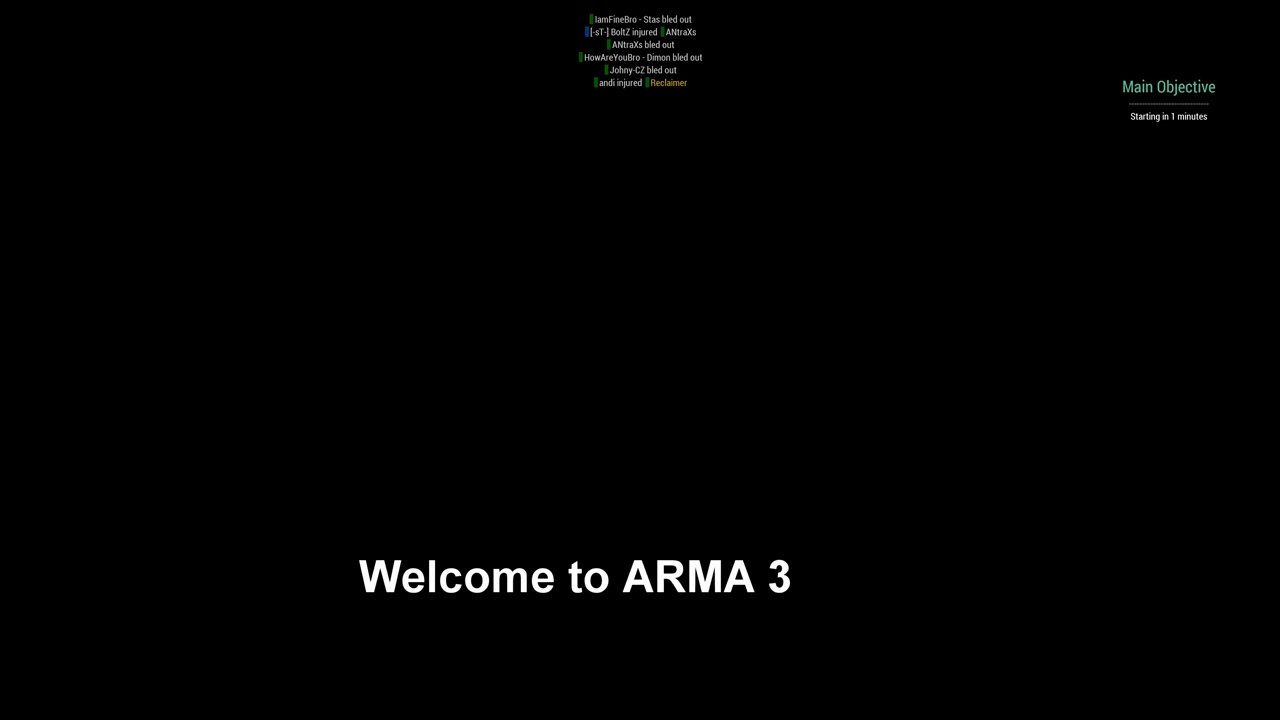 IamFineBro - Stas bled out
[-sT-] BoltZ injured ANtraXs
ANtraXs bled out
HowAreYouBro - Dimon bled out
Johny-CZ bled out
andi injured Reclaimer
Main Objective
Starting in 1 minutes
Welcome to ARMA 3